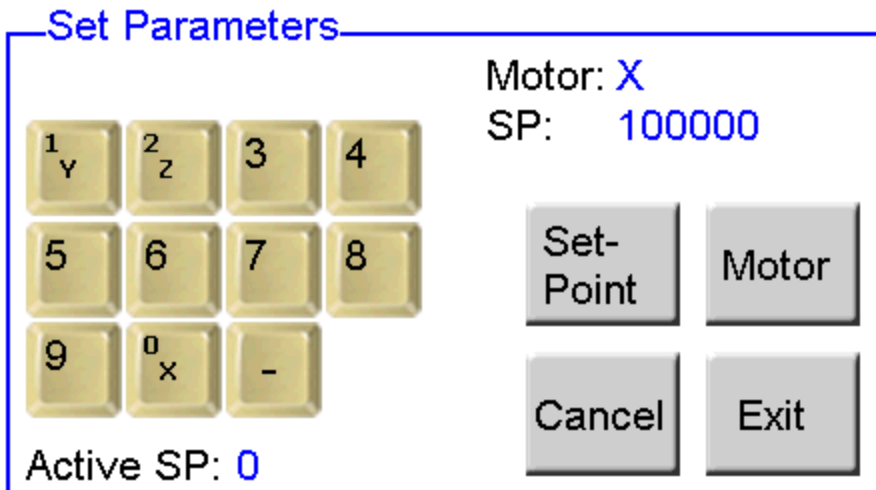 Set Parameters
Motor: X
SP: 100000
1 Y
2 Z
3
4
5
6
7
8
9
0 X
-
Set-
Point
Motor
Cancel
Exit
Active SP: 0